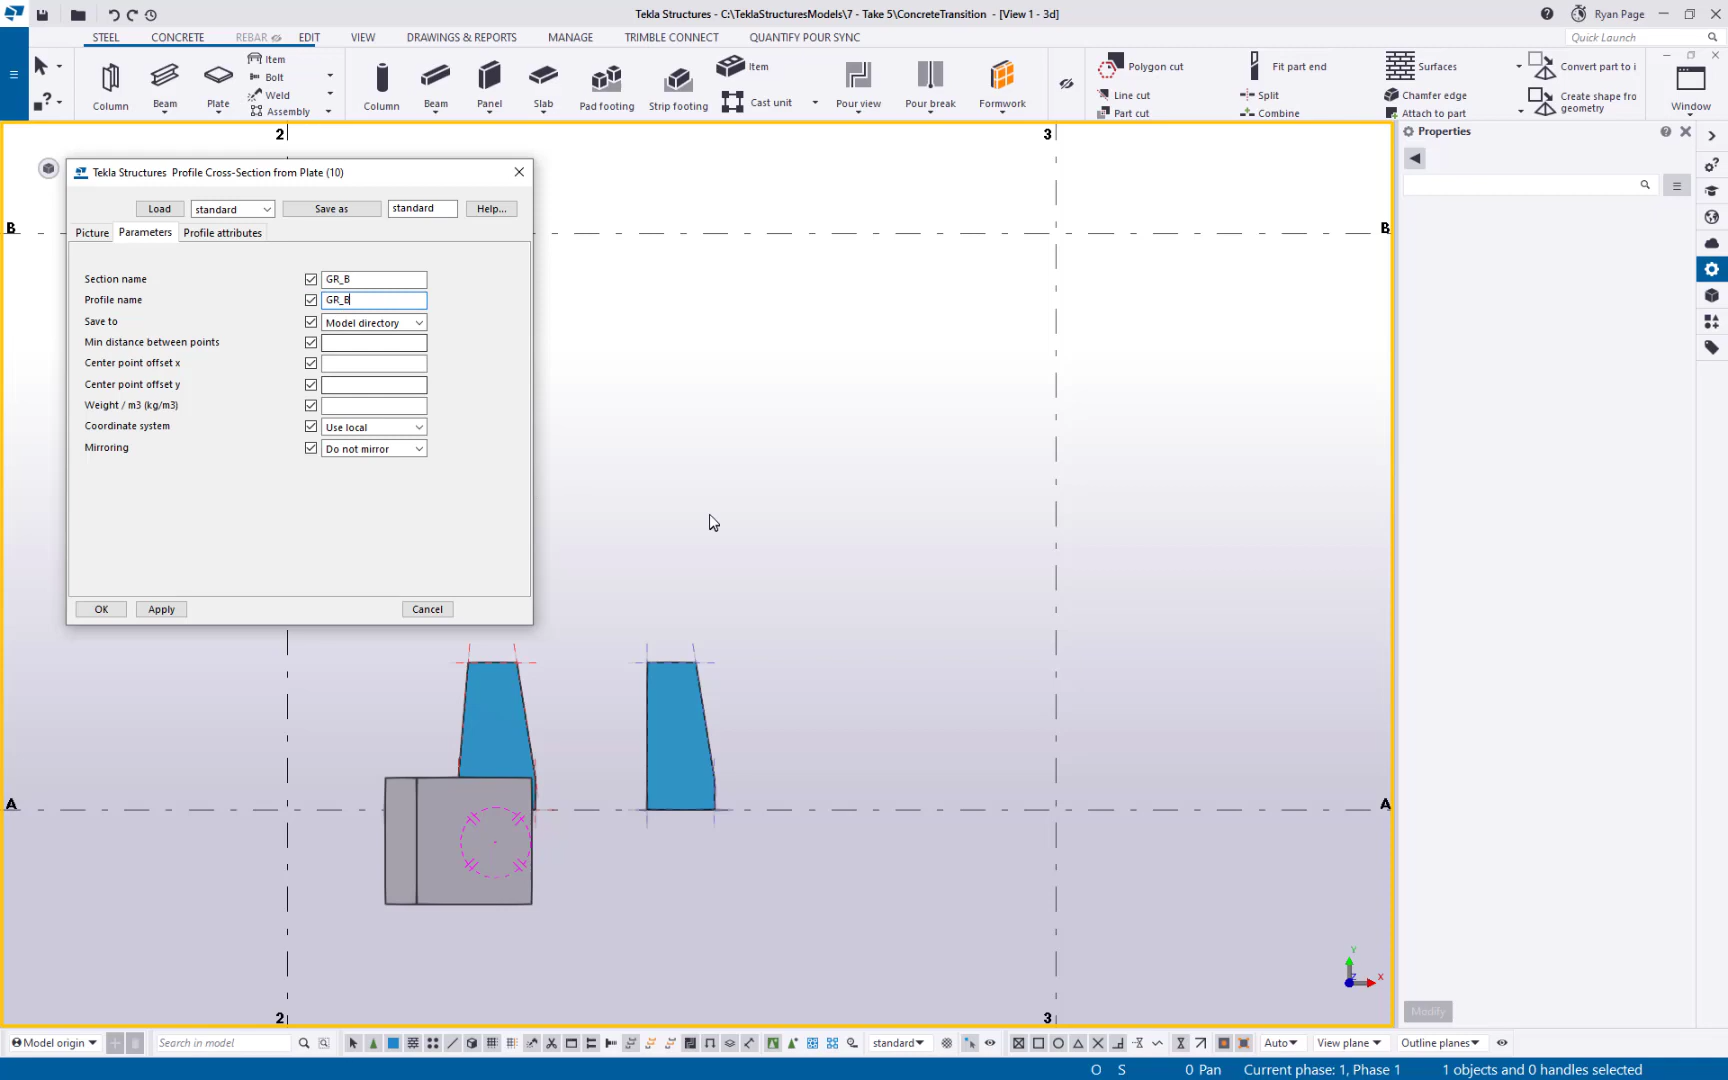 Tekla Structures - C:\TeklaStructuresModels\7 - Take 5\ConcreteTransition - [View 1 - 3d]
Ryan Page
STEEL CONCRETE REBAR EDIT VIEW DRAWINGS & REPORTS MANAGE TRIMBLE CONNECT QUANTIFY POUR SYNC
Quick Launch
Column Beam Plate
Item
Bolt
Weld
Assembly
Column Beam Panel Slab Pad footing Strip footing
Item
Cast unit
Pour view Pour break Formwork
Polygon cut
Line cut
Part cut
Fit part end
Split
Combine
Surfaces
Chamfer edge
Attach to part
Convert part to i
Create shape fro
geometry
Window
2 3
Properties
Tekla Structures Profile Cross-Section from Plate (10)
Load standard Save as standard Help...
Picture Parameters Profile attributes
B B
Section name GR_B
Profile name GR_B
Save to Model directory
Min distance between points
Center point offset x
Center point offset y
Weight / m3 (kg/m3)
Coordinate system Use local
Mirroring Do not mirror
OK Apply Cancel
A A
Y
X
Z
Modify
2 3
Model origin Search in model standard Auto View plane Outline planes
O S 0 Pan Current phase: 1, Phase 1 1 objects and 0 handles selected